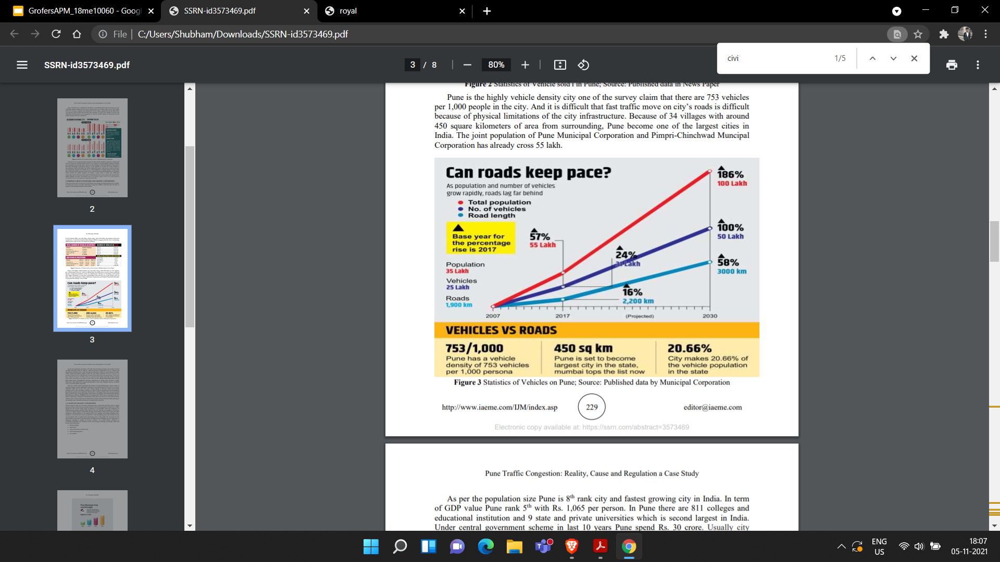 GrofersAPM_18me10060 - Goog
SSRN-id3573469.pdf
royal
File
C:/Users/Shubham/Downloads/SSRN-id3573469.pdf
civi
1/5
SSRN-id3573469.pdf
3 / 8
80%
2
3
4
Figure 2 Statistics of Vehicle sold i in Pune; Source: Published data in News Paper
Pune is the highly vehicle density city one of the survey claim that there are 753 vehicles
per 1,000 people in the city. And it is difficult that fast traffic move on city's roads is difficult
because of physical limitations of the city infrastructure. Because of 34 villages with around
450 square kilometers of area from surrounding, Pune become one of the largest cities in
India. The joint population of Pune Municipal Corporation and Pimpri-Chinchwad Muncipal
Corporation has already cross 55 lakh.
Can roads keep pace?
As population and number of vehicles
grow rapidly, roads lag far behind
Total population
No. of vehicles
Road length
Base year for
the percentage
rise is 2017
Population
35 Lakh
Vehicles
25 Lakh
Roads
1,900 km
57%
55 Lakh
24%
Lakh
16%
2,200 km
186%
100 Lakh
100%
50 Lakh
58%
3000 km
2007
2017
(Projected)
2030
VEHICLES VS ROADS
753/1,000
Pune has a vehicle
density of 753 vehicles
per 1,000 persona
450 sq km
Pune is set to become
largest city in the state,
mumbai tops the list now
20.66%
City makes 20.66% of
the vehicle population
in the state
Figure 3 Statistics of Vehicles on Pune; Source: Published data by Municipal Corporation
http://www.iaeme.com/IJM/index.asp
229
editor@iaeme.com
Electronic copy available at: https://ssrn.com/abstract=3573469
Pune Traffic Congestion: Reality, Cause and Regulation a Case Study
As per the population size Pune is 8th rank city and fastest growing city in India. In term
of GDP value Pune rank 5th with Rs. 1,065 per person. In Pune there are 811 colleges and
educational institution and 9 state and private universities which is second largest in India.
Under central government scheme in last 10 years Pune spend Rs. 30 crore. Usually city
ENG
US
18:07
05-11-2021